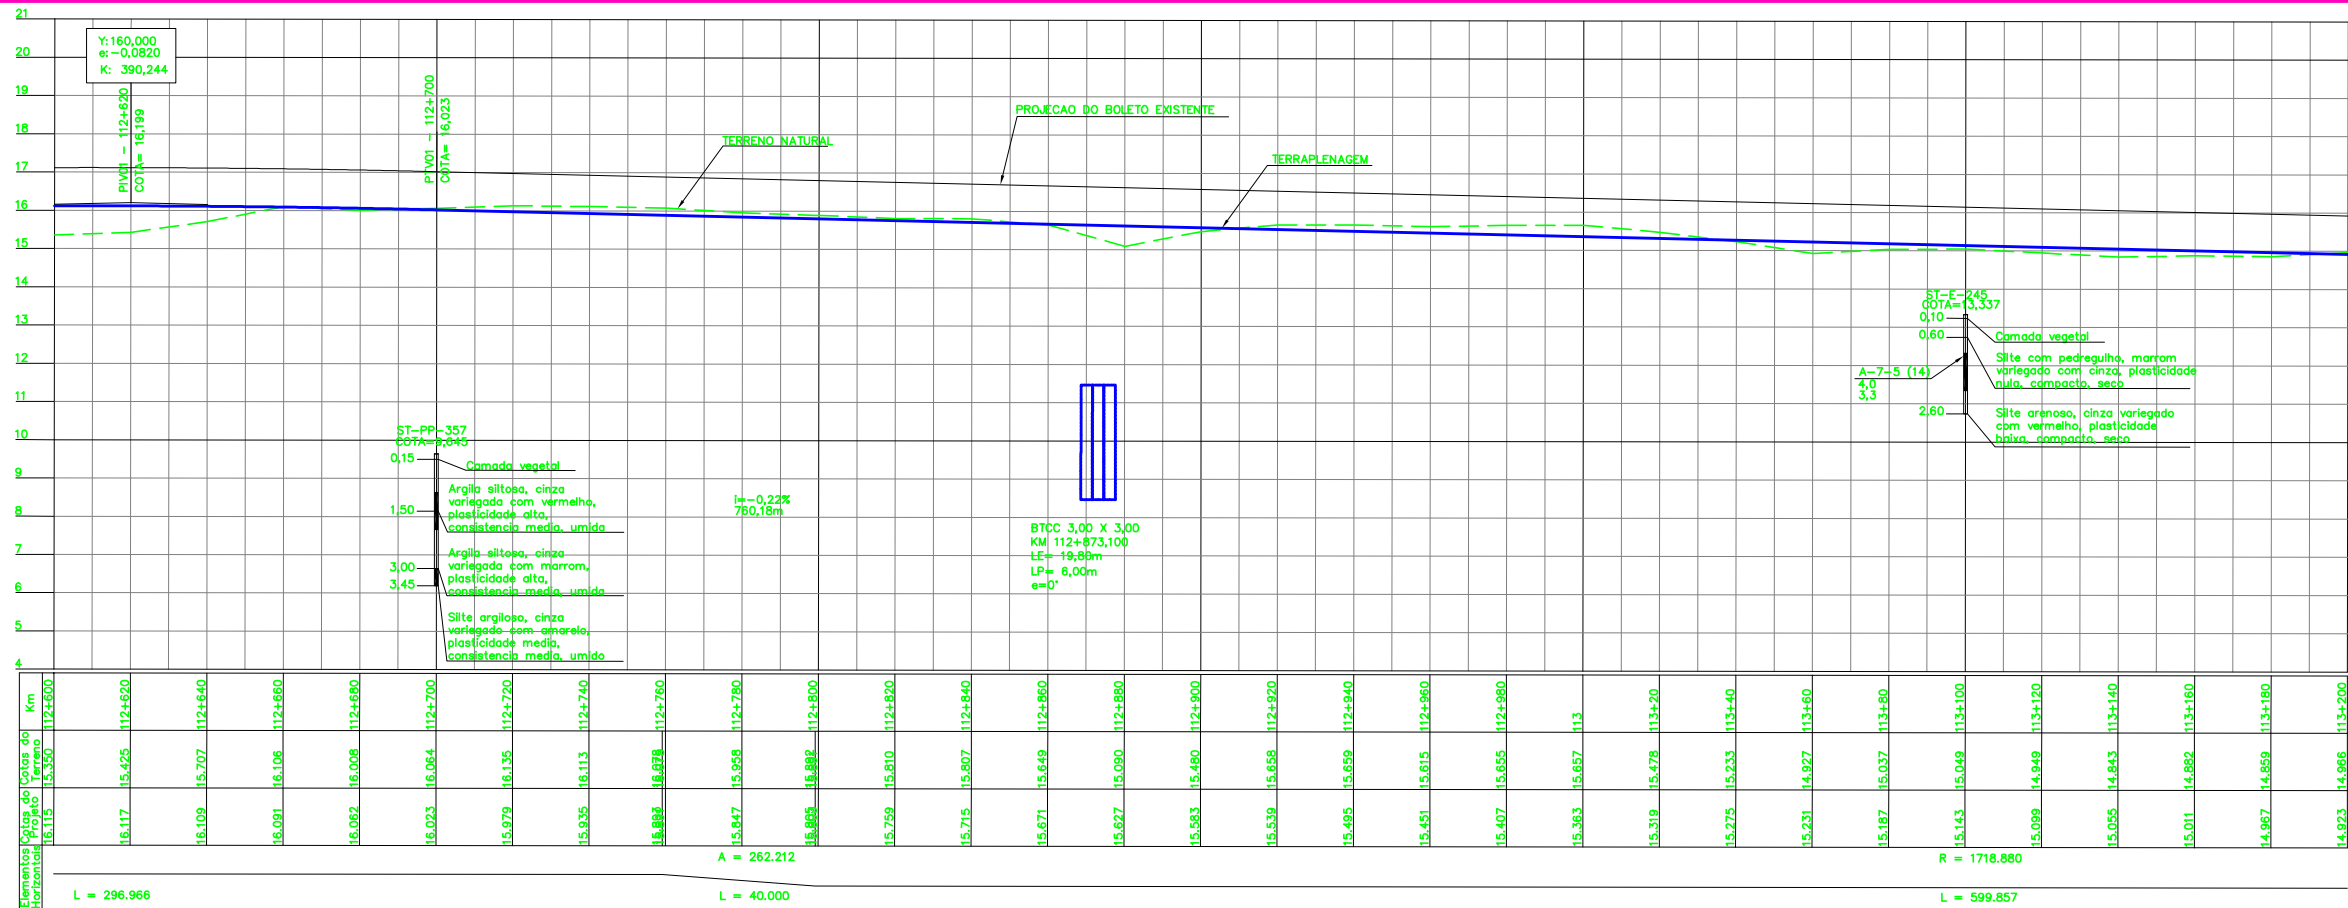 21
20
19
18
17
16
15
14
13
12
11
10
9
8
7
6
5
4
Y:160,000
e:-0,0820
K: 390,244
PIV01 - 112+620
COTA= 16,199
PTV01 - 112+700
COTA= 16,023
TERRENO NATURAL
PROJECAO DO BOLETO EXISTENTE
TERRAPLENAGEM
ST-PP-357
COTA=9,645
0,15
1,50
3,00
3,45
Camada vegetal
Argila siltosa, cinza
variegada com vermelho,
plasticidade alta,
consistencia media, umida
Argila siltosa, cinza
variegada com marrom,
plasticidade alta,
consistencia media, umida
Silte argiloso, cinza
variegado com amarelo,
plasticidade media,
consistencia media, umido
i=-0,22%
760,18m
BTCC 3,00 X 3,00
KM 112+873,100
LE= 19,80m
LP= 6,00m
e=0°
ST-E-245
COTA=13,337
0,10
0,60
2,60
A-7-5 (14)
4,0
3,3
Camada vegetal
Silte com pedregulho, marrom
variegado com cinza, plasticidade
nula, compacto, seco
Silte arenoso, cinza variegado
com vermelho, plasticidade
baixa, compacto, seco
Km
112+600 112+620 112+640 112+660 112+680 112+700 112+720 112+740 112+760 112+780 112+800 112+820 112+840 112+860 112+880 112+900 112+920 112+940 112+960 112+980 113 113+20 113+40 113+60 113+80 113+100 113+120 113+140 113+160 113+180 113+200
Cotas do
Terreno
15.350 15.425 15.707 16.106 16.008 16.064 16.135 16.113 15.958 15.810 15.807 15.649 15.090 15.480 15.658 15.659 15.615 15.655 15.657 15.478 15.233 14.927 15.037 15.049 14.949 14.843 14.882 14.859 14.966
Cotas do
Projeto
16.115 16.117 16.109 16.091 16.062 16.023 15.979 15.935 15.847 15.759 15.715 15.671 15.627 15.583 15.539 15.495 15.451 15.407 15.363 15.319 15.275 15.231 15.187 15.143 15.099 15.055 15.011 14.967 14.923
Elementos
Horizontais
L = 296.966
A = 262.212
L = 40.000
R = 1718.880
L = 599.857